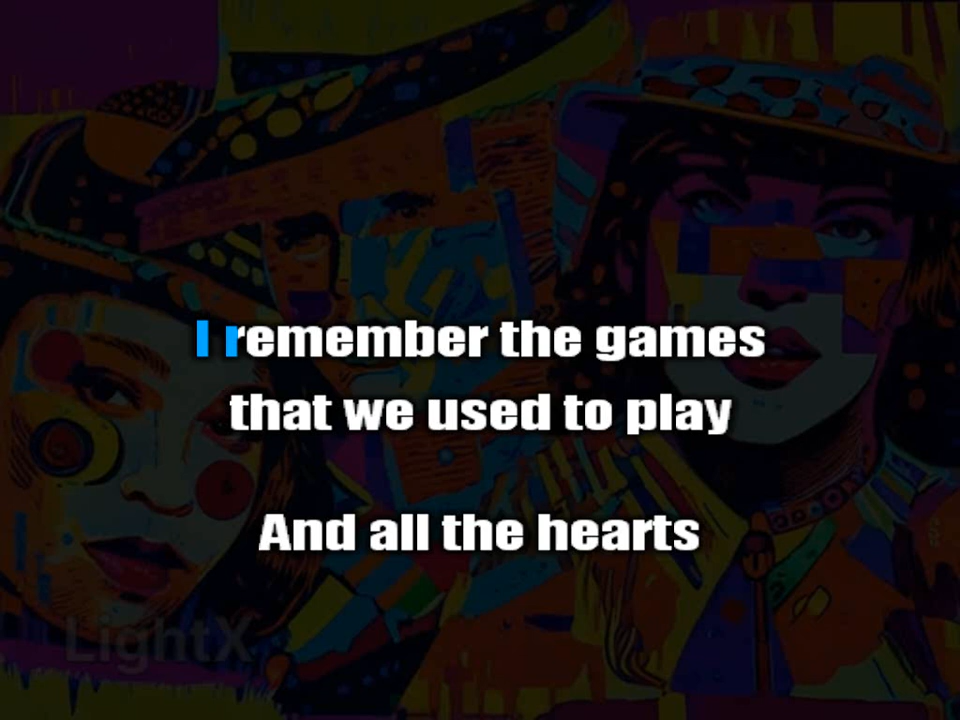 I remember the games
that we used to play
And all the hearts
LightX